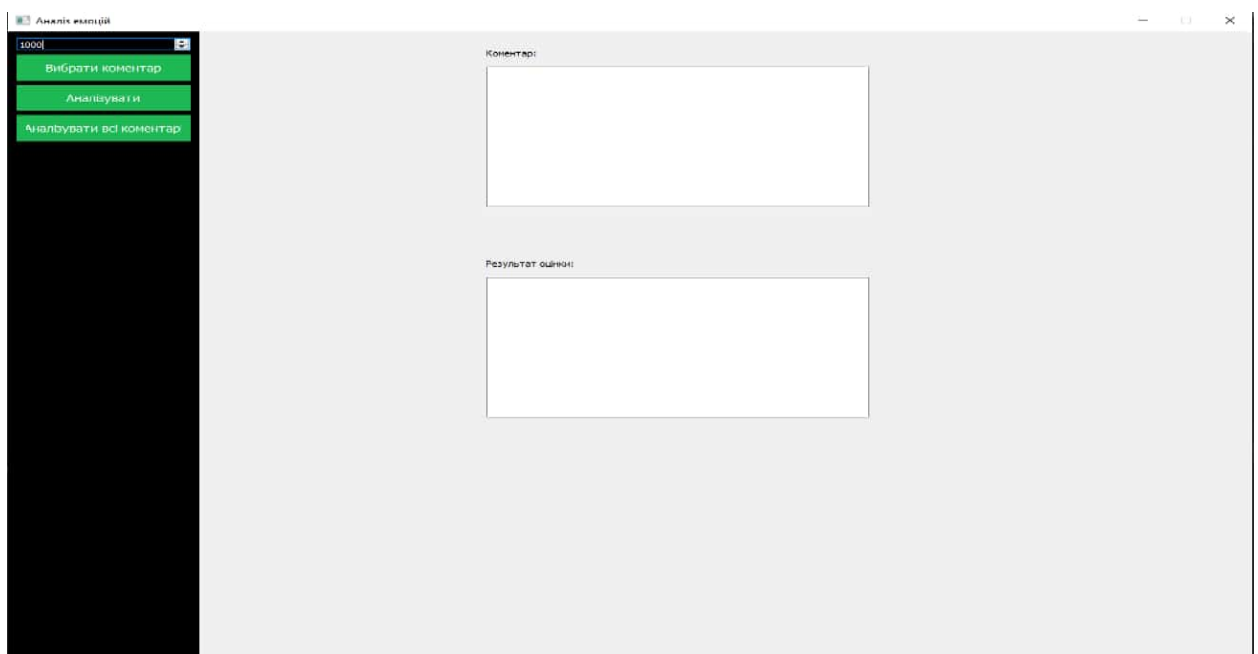 Аналіз емоцій
1000
Вибрати коментар
Аналізувати
Аналізувати всі коментар
Коментар:
Результат оцінки: